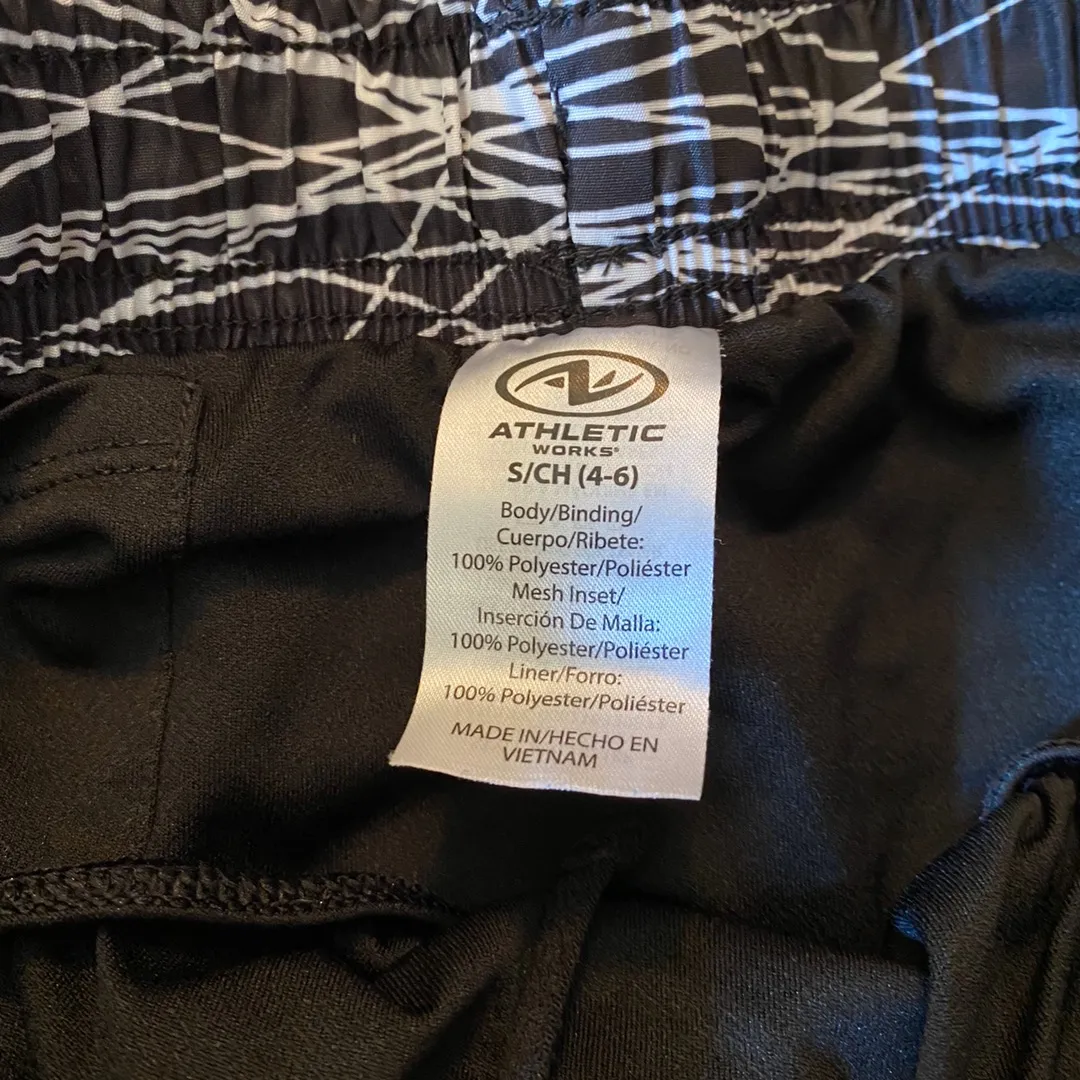 ATHLETIC
WORKS®
S/CH (4-6)
Body/Binding/
Cuerpo/Ribete:
100% Polyester/Poliéster
Mesh Inset/
Inserción De Malla:
100% Polyester/Poliéster
Liner/Forro:
100% Polyester/Poliéster
MADE IN/HECHO EN
VIETNAM